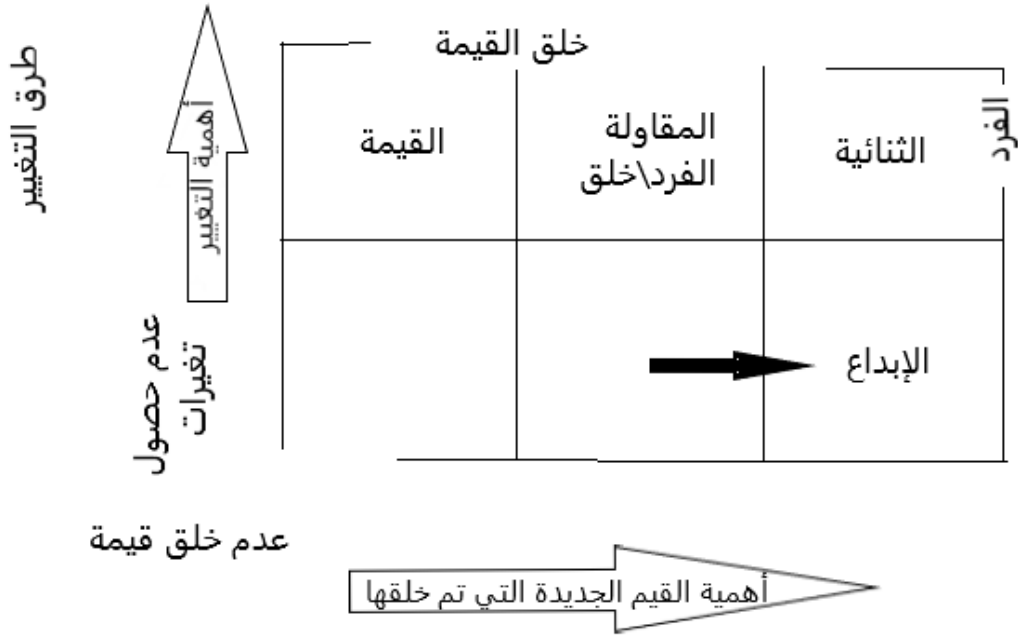 خلق القيمة
طرق التغيير
أهمية التغيير
الفرد
القيمة
المقاولة
الفرد\خلق
الثنائية
عدم حصول
تغيرات
الإبداع
عدم خلق قيمة
أهمية القيم الجديدة التي تم خلقها